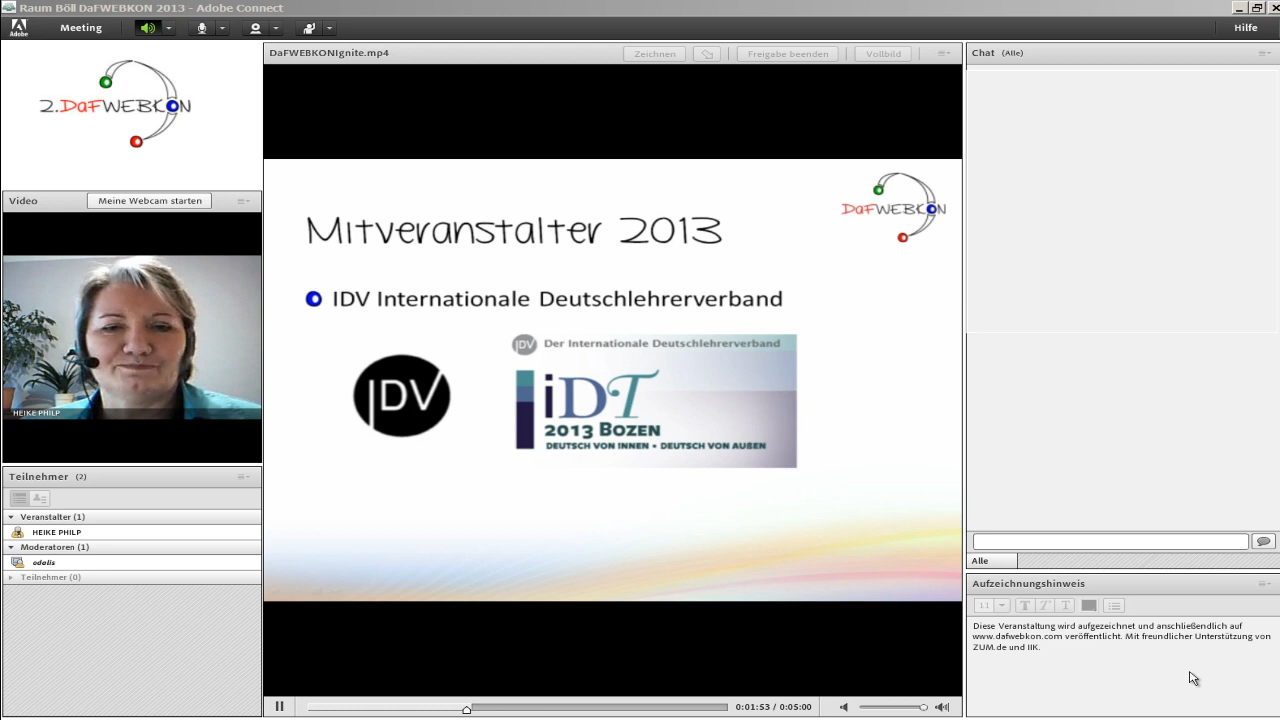 Raum Böll DaFWEBKON 2013 - Adobe Connect
Adobe
Meeting
Hilfe
2.DaFWEBKON
Video
Meine Webcam starten
HEIKE PHILP
Teilnehmer (2)
Veranstalter (1)
HEIKE PHILP
Moderatoren (1)
odalis
Teilnehmer (0)
DaFWEBKONIgnite.mp4
Zeichnen
Freigabe beenden
Vollbild
DaFWEBKON
Mitveranstalter 2013
IDV Internationale Deutschlehrerverband
IDV
IDV Der Internationale Deutschlehrerverband
iDT
2013 BOZEN
DEUTSCH VON INNEN • DEUTSCH VON AUßEN
0:01:53 / 0:05:00
Chat (Alle)
Alle
Aufzeichnungshinweis
11
T T T
Diese Veranstaltung wird aufgezeichnet und anschließendlich auf
www.dafwebkon.com veröffentlicht. Mit freundlicher Unterstützung von
ZUM.de und IIK.